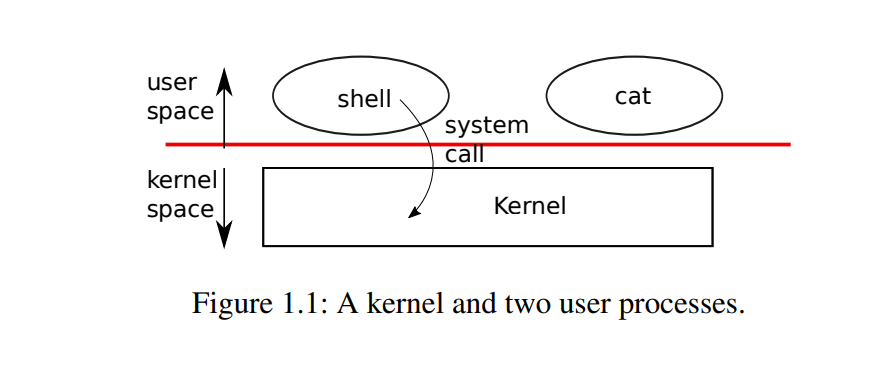 user
space
shell
cat
system
call
kernel
space
Kernel
Figure 1.1: A kernel and two user processes.